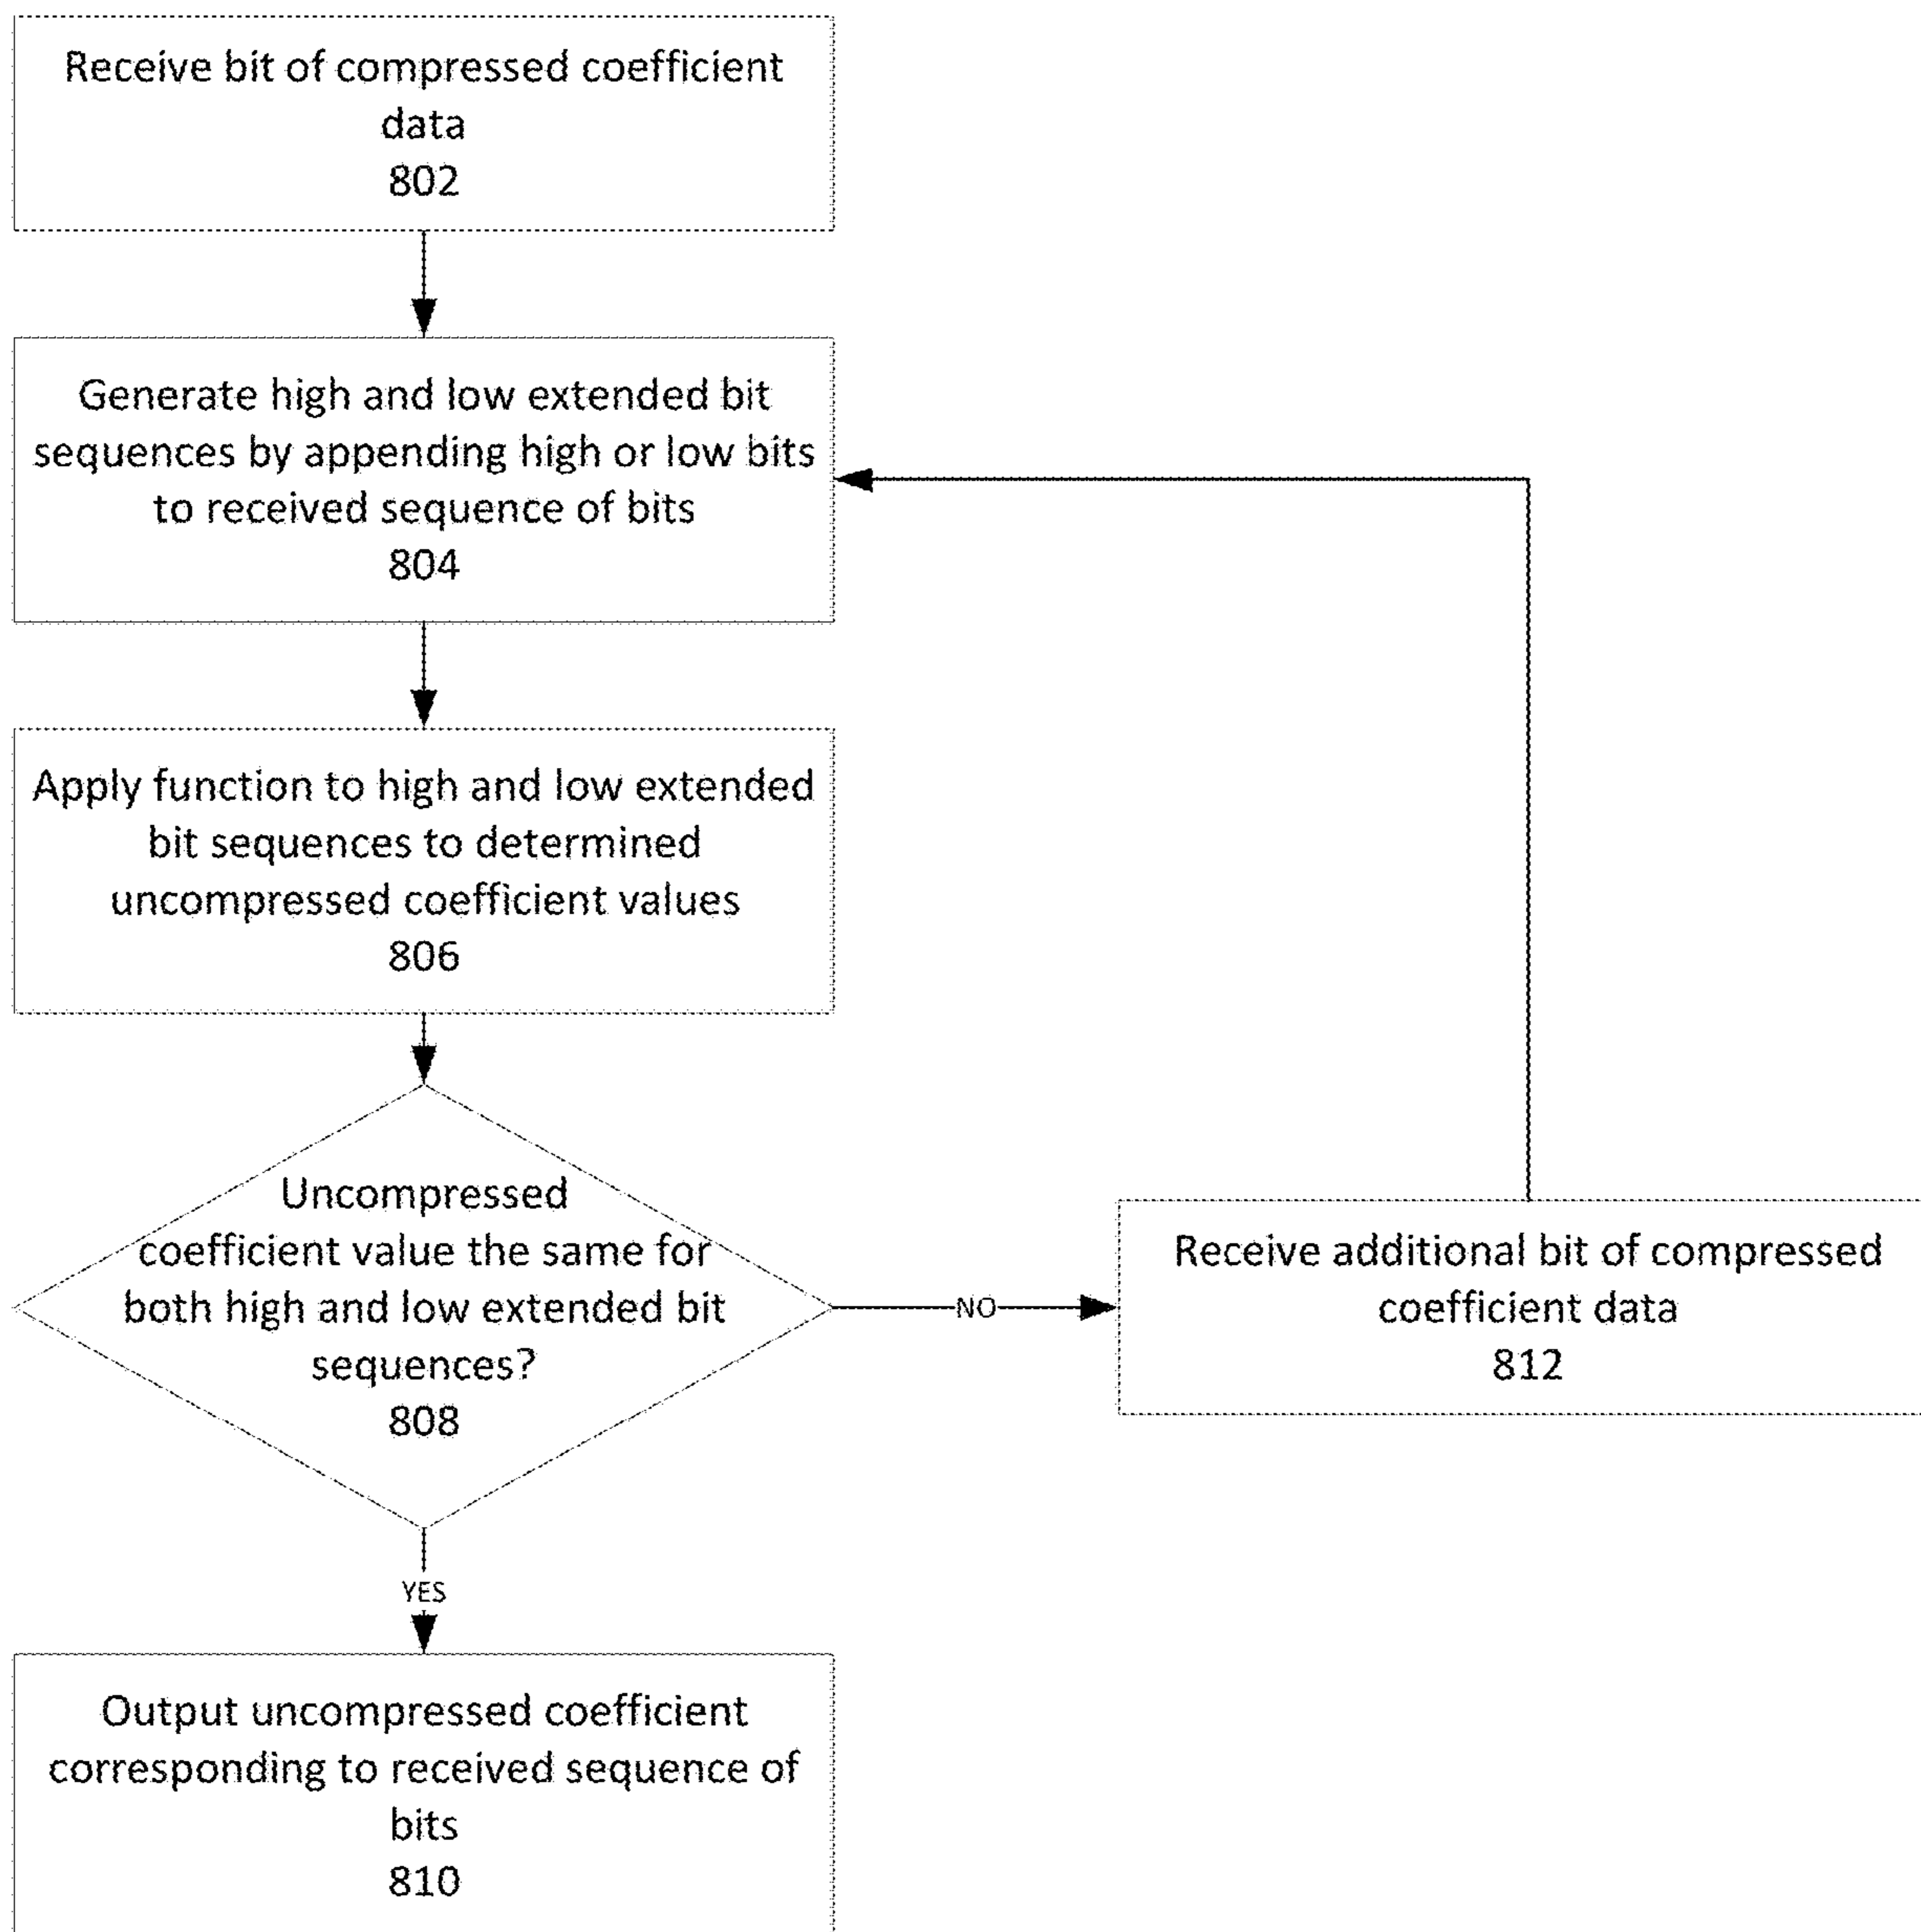 Receive bit of compressed coefficient
data
802
Generate high and low extended bit
sequences by appending high or low bits
to received sequence of bits
804
Apply function to high and low extended
bit sequences to determined
uncompressed coefficient values
806
Uncompressed
coefficient value the same for
both high and low extended bit
sequences?
808
NO
Receive additional bit of compressed
coefficient data
812
YES
Output uncompressed coefficient
corresponding to received sequence of
bits
810